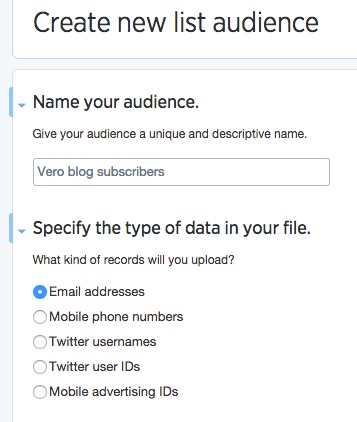 Create new list audience
Name your audience.
Give your audience a unique and descriptive name.
Vero blog subscribers
Specify the type of data in your file.
What kind of records will you upload?
Email addresses
Mobile phone numbers
Twitter usernames
Twitter user IDs
Mobile advertising IDs